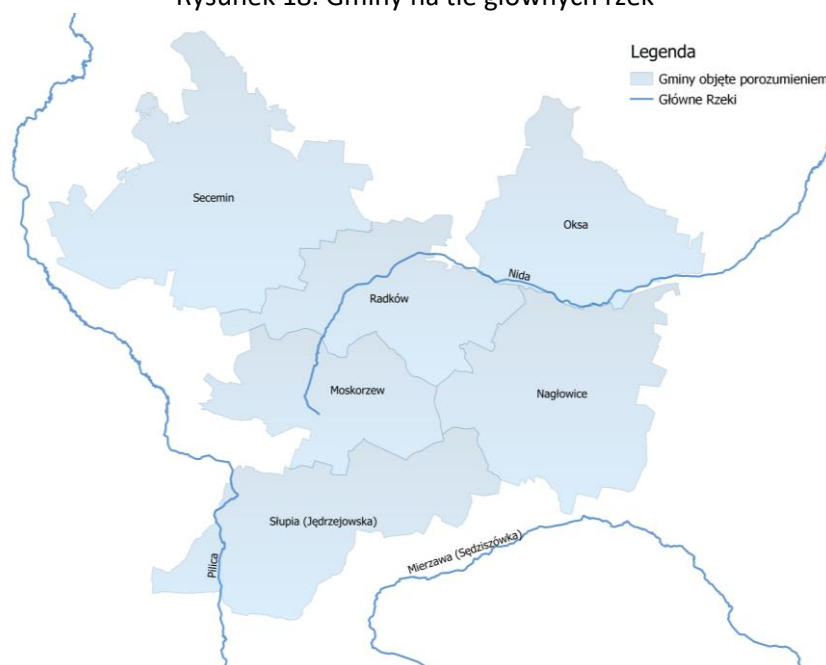 Rysunek 18. Gminy na tle głównych rzek
Legenda
Gminy objęte porozumieniem
Główne Rzeki
Secemin
Oksa
Nida
Radków
Moskorzew
Nagłowice
Słupia (Jędrzejowska)
Mierzawa (Sędziszówka)
Pilica